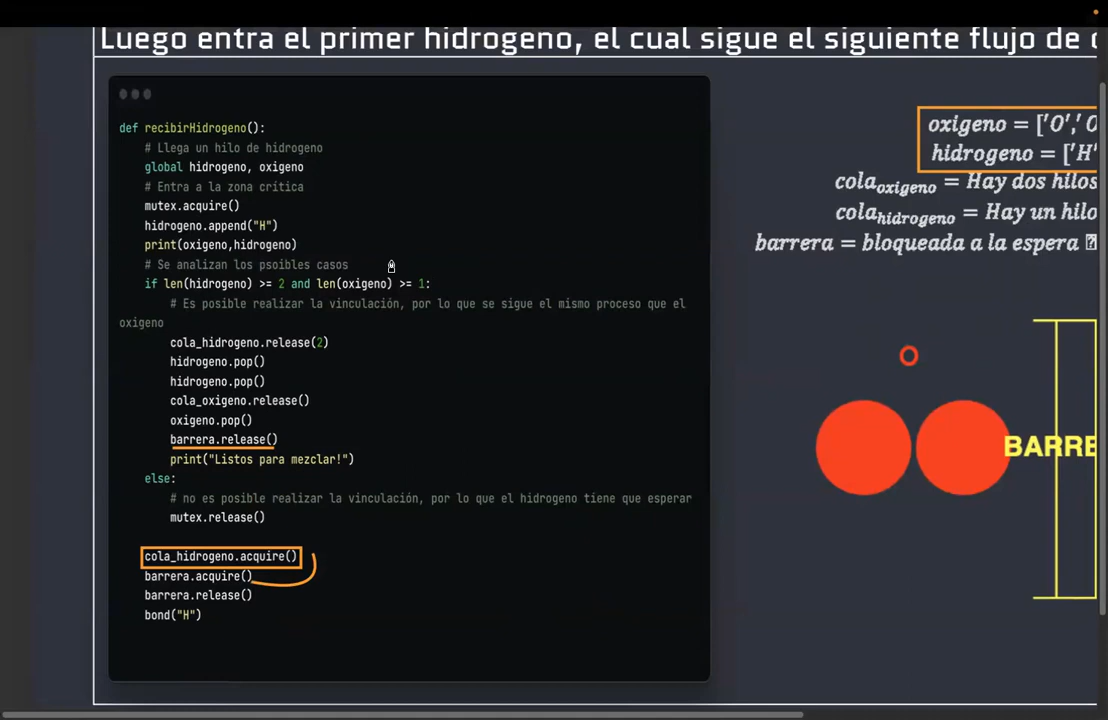 Luego entra el primer hidrogeno, el cual sigue el siguiente flujo de
def recibirHidrogeno():
# Llega un hilo de hidrogeno
global hidrogeno, oxigeno
# Entra a la zona crítica
mutex.acquire()
hidrogeno.append("H")
print(oxigeno,hidrogeno)
# Se analizan los psoibles casos
if len(hidrogeno) >= 2 and len(oxigeno) >= 1:
# Es posible realizar la vinculación, por lo que se sigue el mismo proceso que el
oxigeno
cola_hidrogeno.release(2)
hidrogeno.pop()
hidrogeno.pop()
cola_oxigeno.release()
oxigeno.pop()
barrera.release()
print("Listos para mezclar!")
else:
# no es posible realizar la vinculación, por lo que el hidrogeno tiene que esperar
mutex.release()
cola_hidrogeno.acquire()
barrera.acquire()
barrera.release()
bond("H")
oxigeno = ['O','O
hidrogeno = ['H'
cola_oxigeno = Hay dos hilos
cola_hidrogeno = Hay un hilo
barrera = bloqueada a la espera
O
BARRE